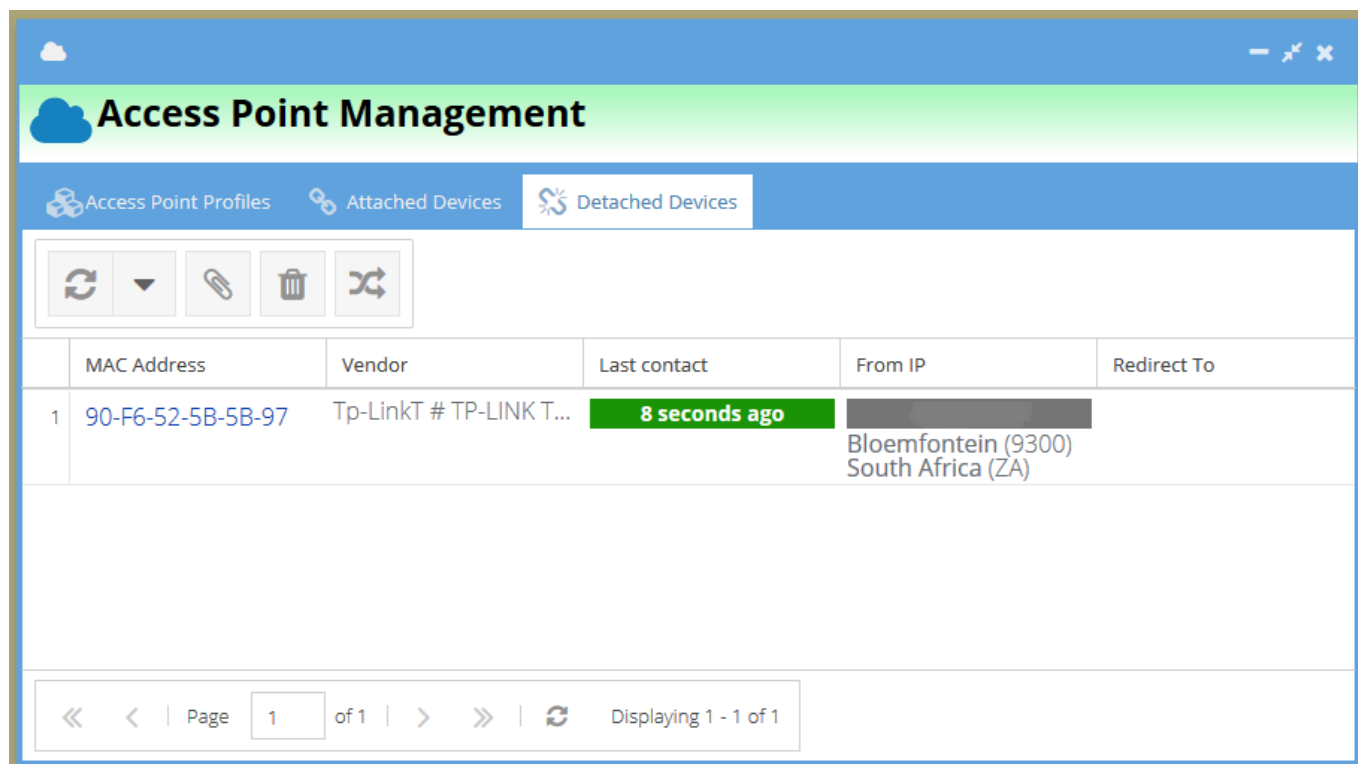 Access Point Management
Access Point Profiles Attached Devices Detached Devices
MAC Address Vendor Last contact From IP Redirect To
1 90-F6-52-5B-5B-97 Tp-LinkT # TP-LINK T... 8 seconds ago
Bloemfontein (9300)
South Africa (ZA)
Page 1 of 1 Displaying 1 - 1 of 1